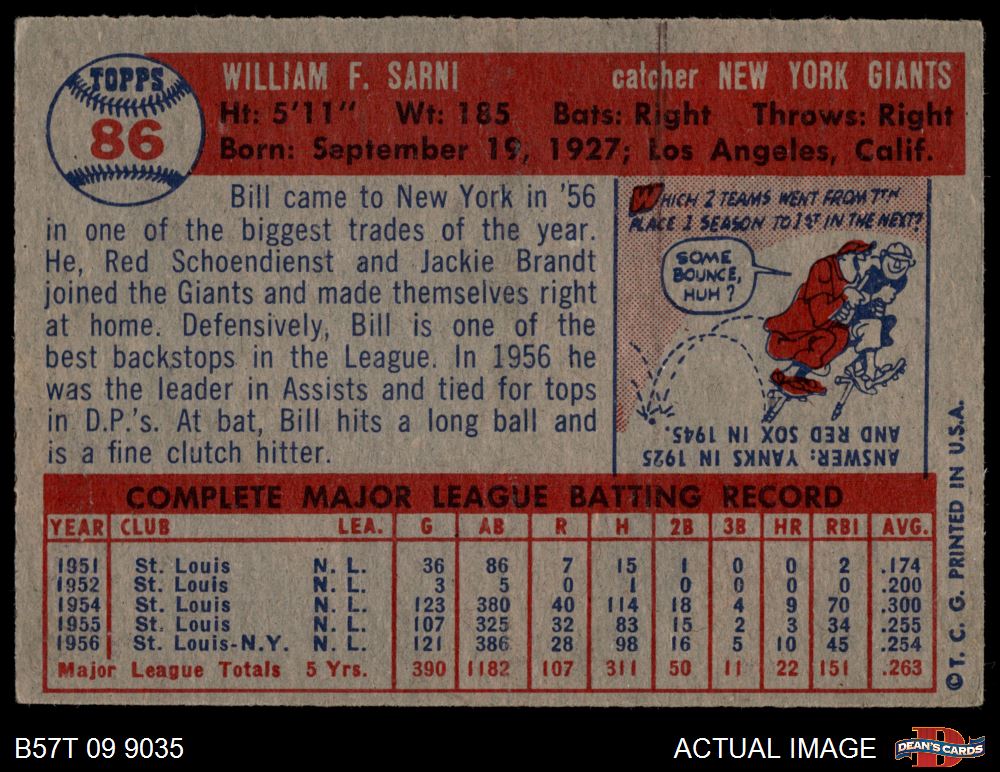 TOPPS
86
WILLIAM F. SARNI catcher NEW YORK GIANTS
Ht: 5'11" Wt: 185 Bats: Right Throws: Right
Born: September 19, 1927; Los Angeles, Calif.
Bill came to New York in '56
in one of the biggest trades of the year.
He, Red Schoendienst and Jackie Brandt
joined the Giants and made themselves right
at home. Defensively, Bill is one of the
best backstops in the League. In 1956 he
was the leader in Assists and tied for tops
in D.P.'s. At bat, Bill hits a long ball and
is a fine clutch hitter.
WHICH 2 TEAMS WENT FROM 7TH
PLACE 1 SEASON TO 1ST IN THE NEXT?
SOME
BOUNCE,
HUH?
ANSWER: YANKS IN 1925
AND RED SOX IN 1945.
COMPLETE MAJOR LEAGUE BATTING RECORD
YEAR CLUB LEA. G AB R H 2B 3B HR RBI AVG.
1951 St. Louis N. L. 36 86 7 15 1 0 0 2 .174
1952 St. Louis N. L. 3 5 0 1 0 0 0 0 .200
1954 St. Louis N. L. 123 380 40 114 18 4 9 70 .300
1955 St. Louis N. L. 107 325 32 83 15 2 3 34 .255
1956 St. Louis-N.Y. N. L. 121 386 28 98 16 5 10 45 .254
Major League Totals 5 Yrs. 390 1182 107 311 50 11 22 151 .263
© T. C. G. PRINTED IN U.S.A.
B57T 09 9035 ACTUAL IMAGE
DEAN'S CARDS